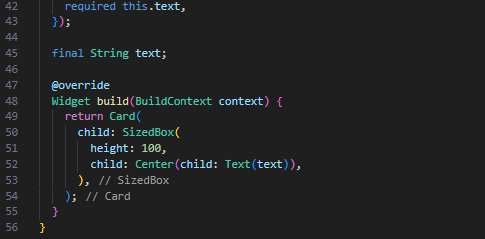 42 required this.text,
43 });
44
45 final String text;
46
47 @override
48 Widget build(BuildContext context) {
49 return Card(
50 child: SizedBox(
51 height: 100,
52 child: Center(child: Text(text)),
53 ), // SizedBox
54 ); // Card
55 }
56 }